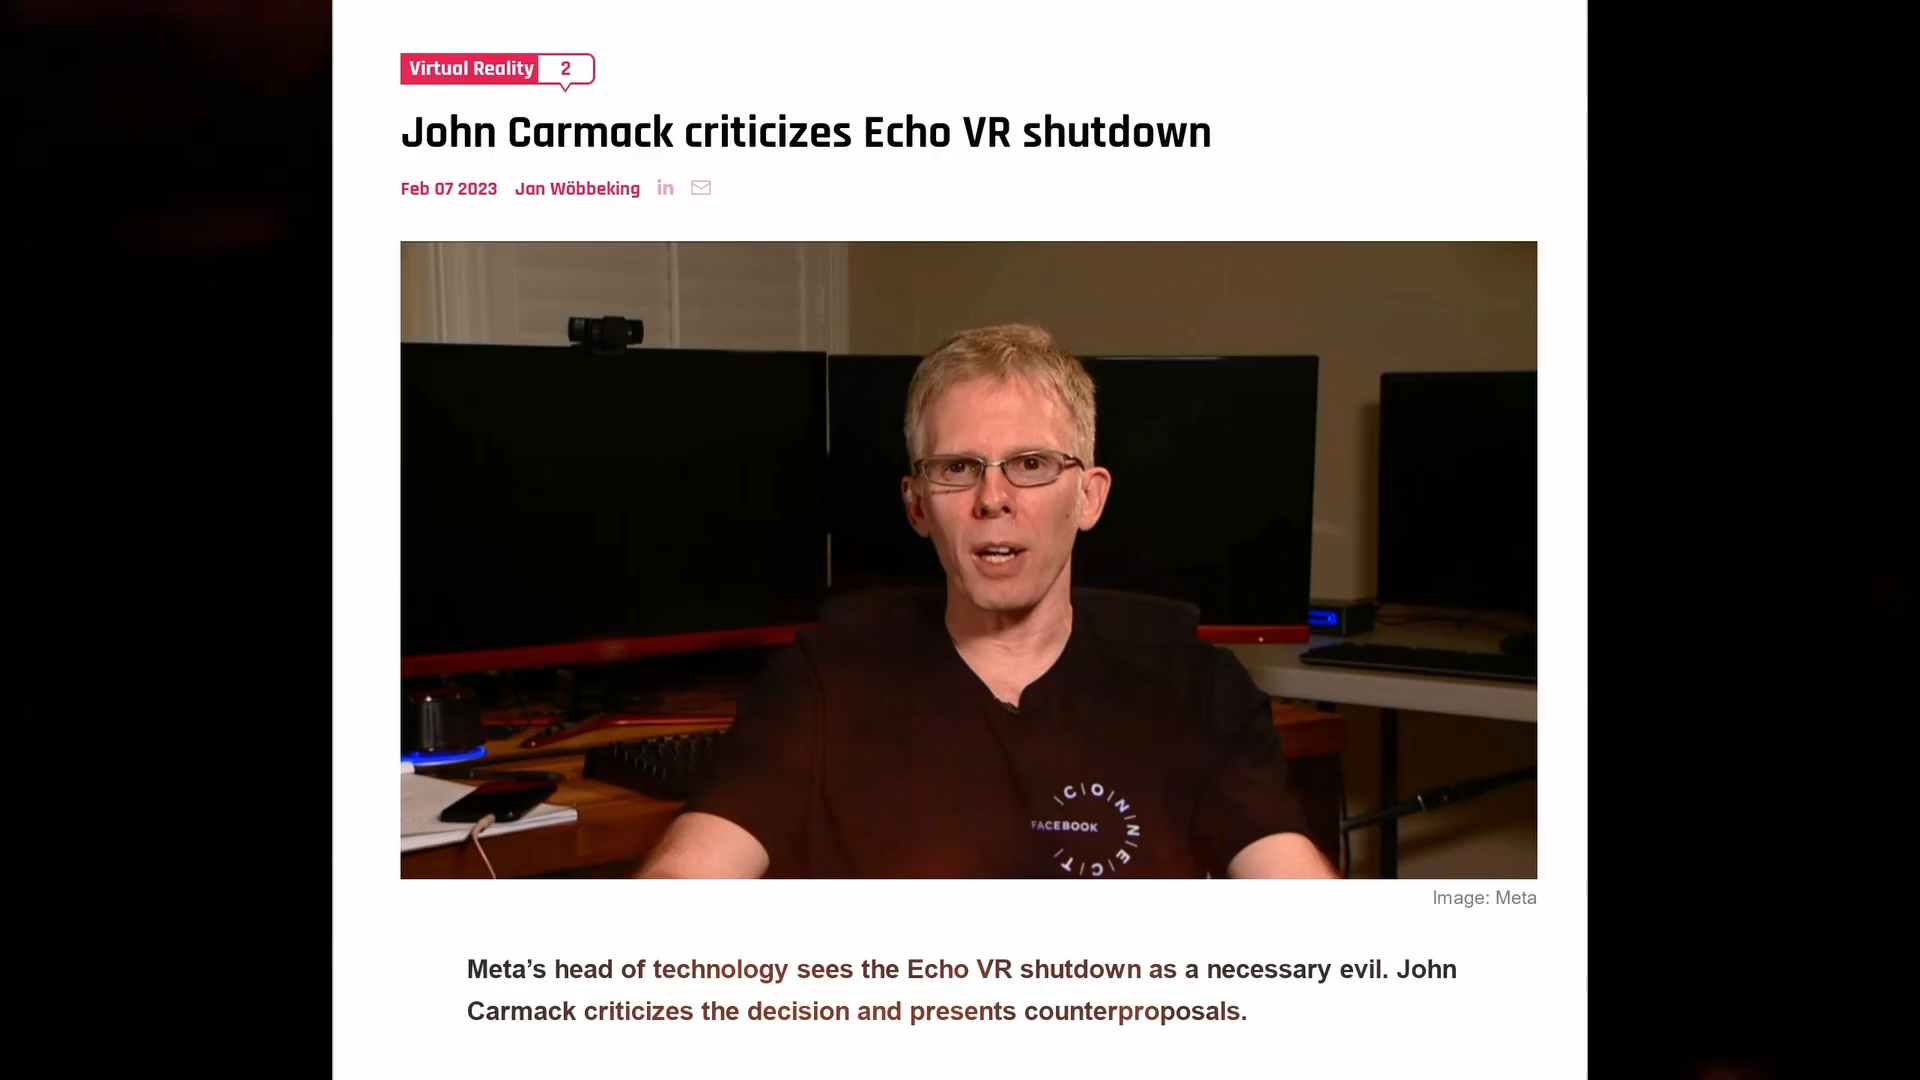 Virtual Reality 2
John Carmack criticizes Echo VR shutdown
Feb 07 2023 Jan Wöbbeking in
FACEBOOK
CONNECT
Image: Meta
Meta’s head of technology sees the Echo VR shutdown as a necessary evil. John
Carmack criticizes the decision and presents counterproposals.